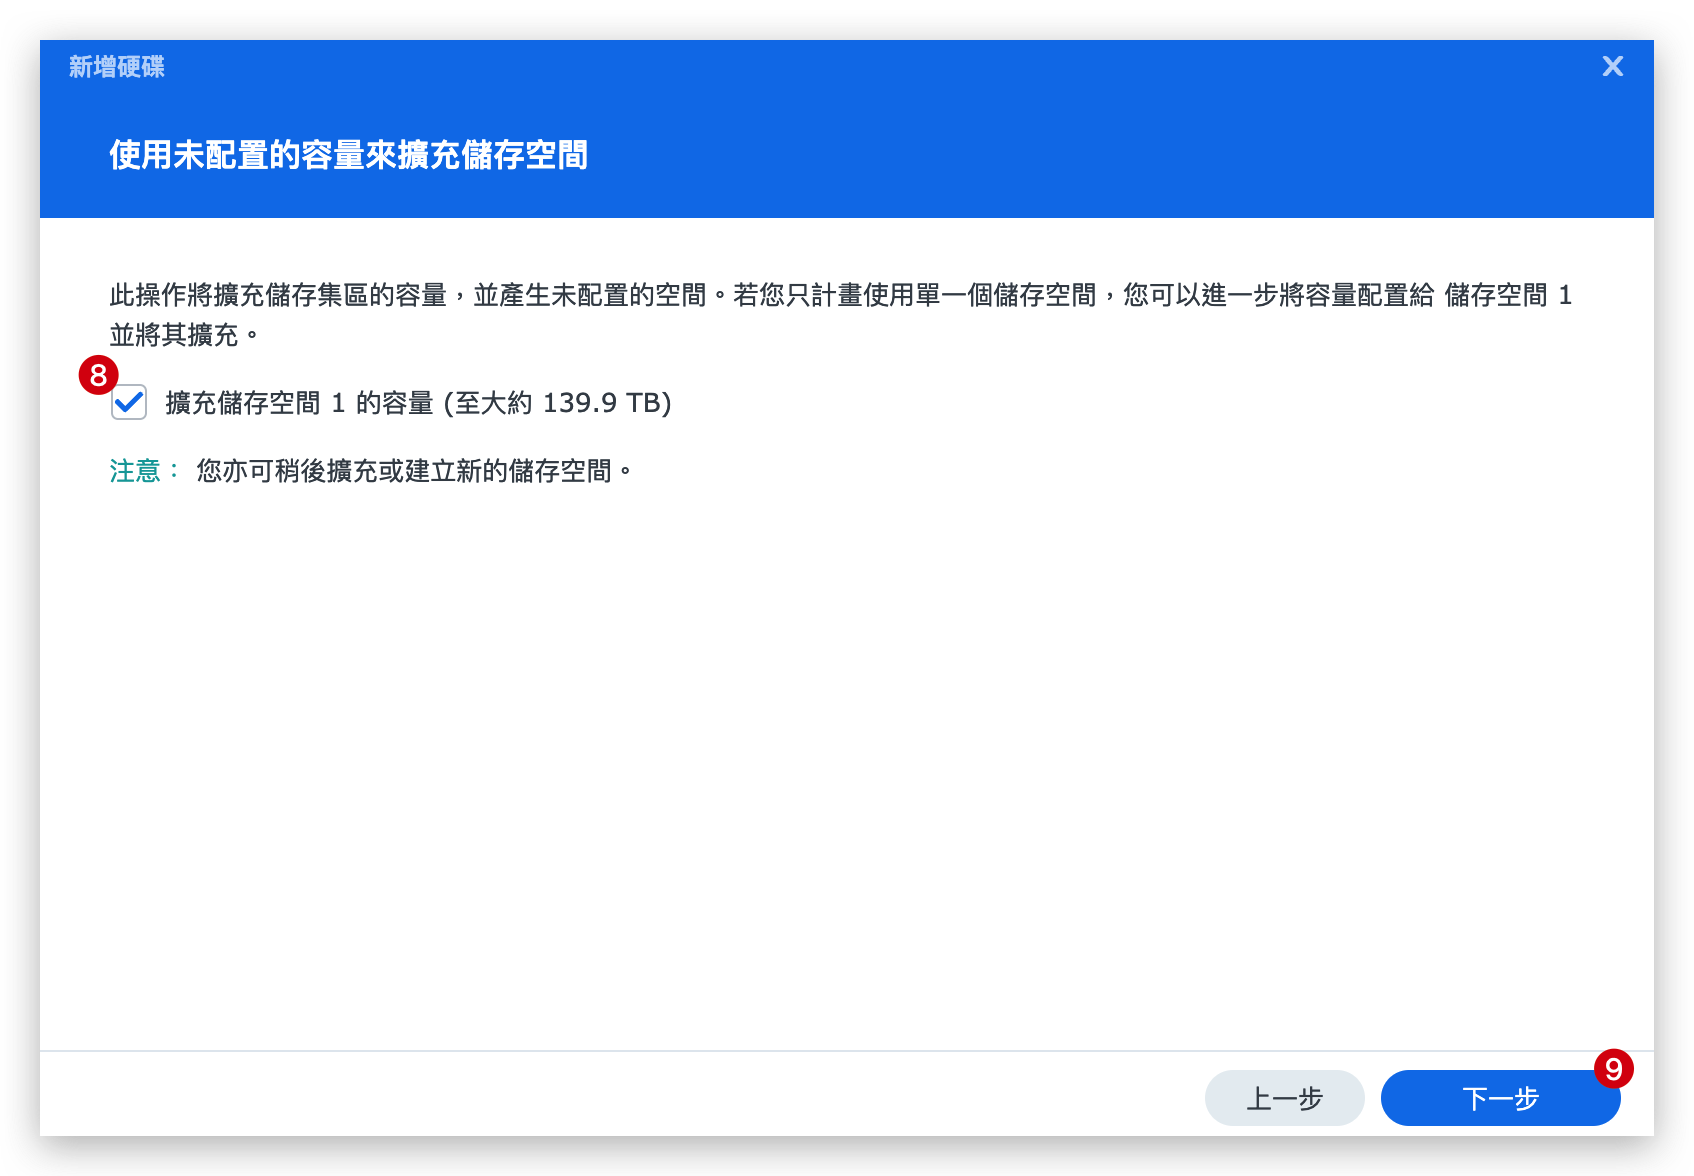 新增硬碟
使用未配置的容量來擴充儲存空間
此操作將擴充儲存集區的容量，並產生未配置的空間。若您只計畫使用單一個儲存空間，您可以進一步將容量配置給 儲存空間 1
並將其擴充。
8
擴充儲存空間 1 的容量 (至大約 139.9 TB)
注意： 您亦可稍後擴充或建立新的儲存空間。
9
上一步 下一步